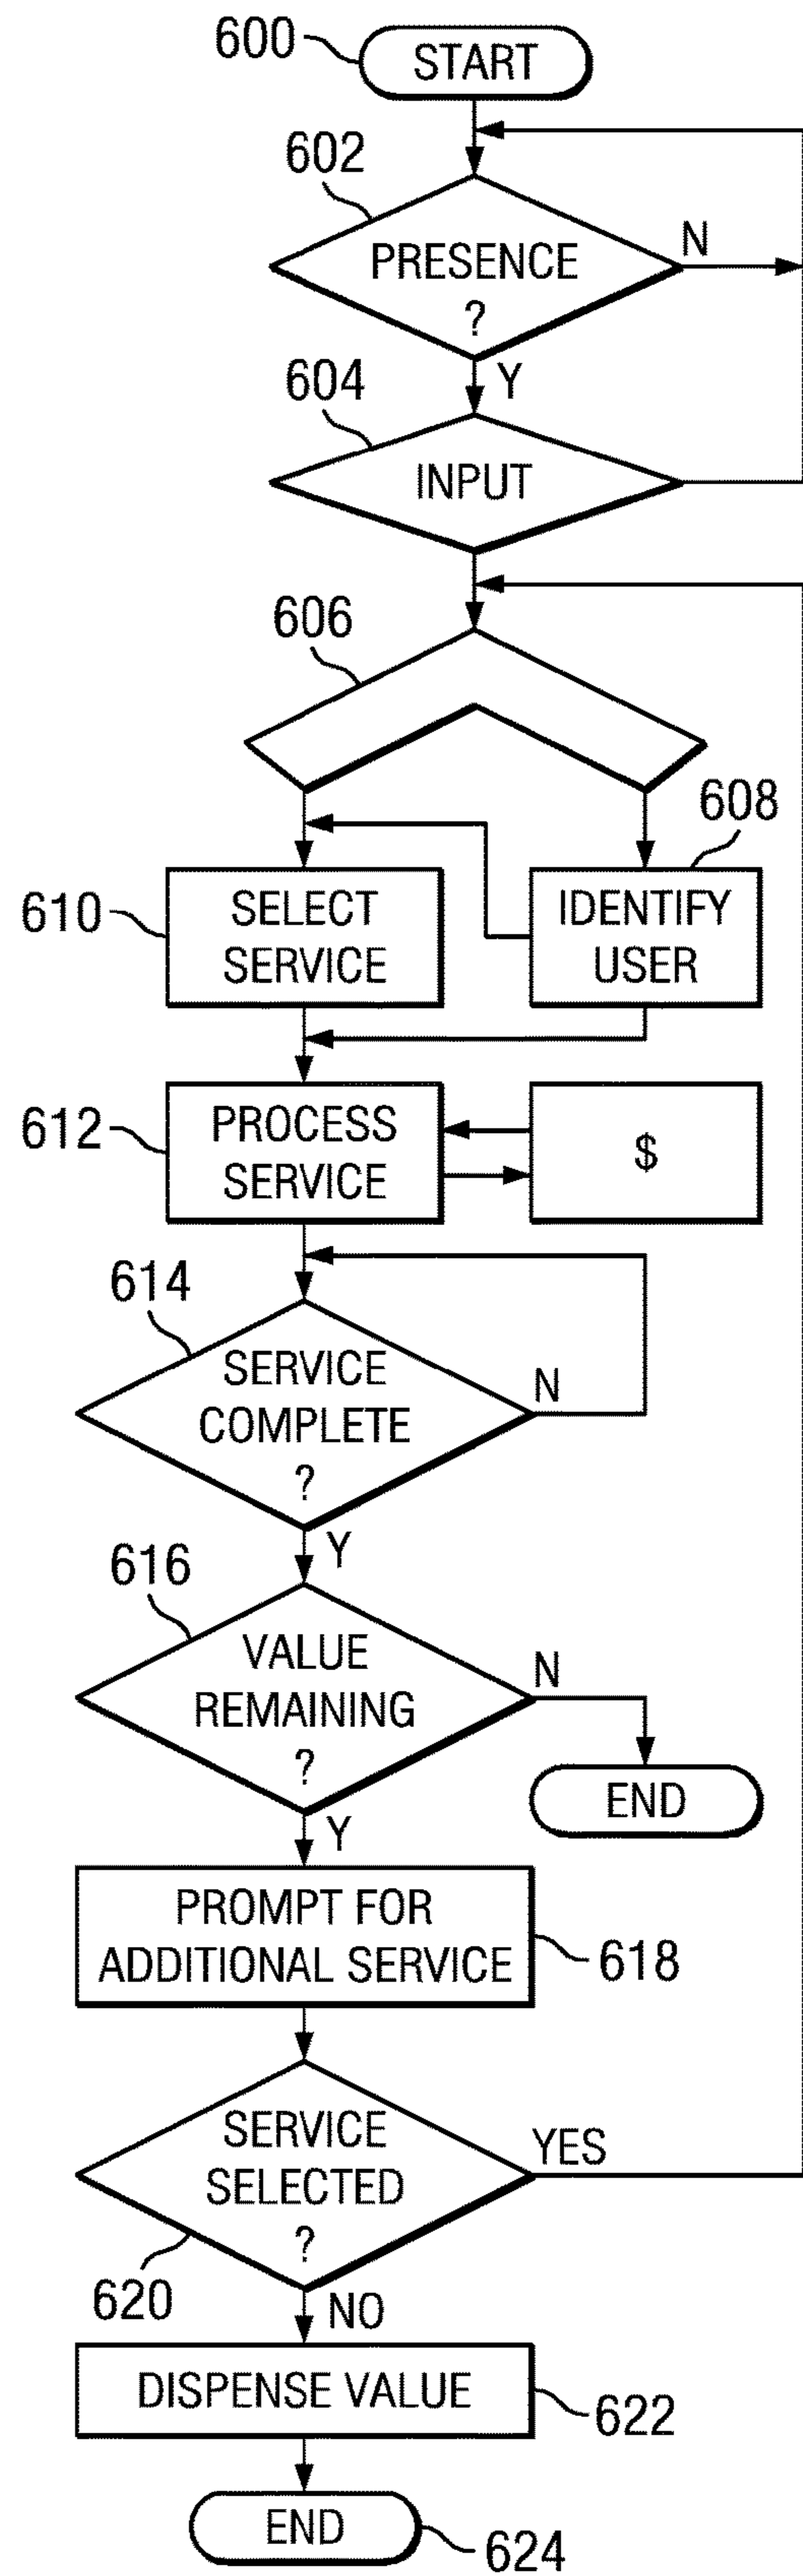 600
START
602
PRESENCE
?
N
Y
604
INPUT
606
608
610
SELECT
SERVICE
IDENTIFY
USER
612
PROCESS
SERVICE
$
614
SERVICE
COMPLETE
?
N
Y
616
VALUE
REMAINING
?
N
END
Y
PROMPT FOR
ADDITIONAL SERVICE
618
SERVICE
SELECTED
?
YES
620
NO
DISPENSE VALUE
622
END
624